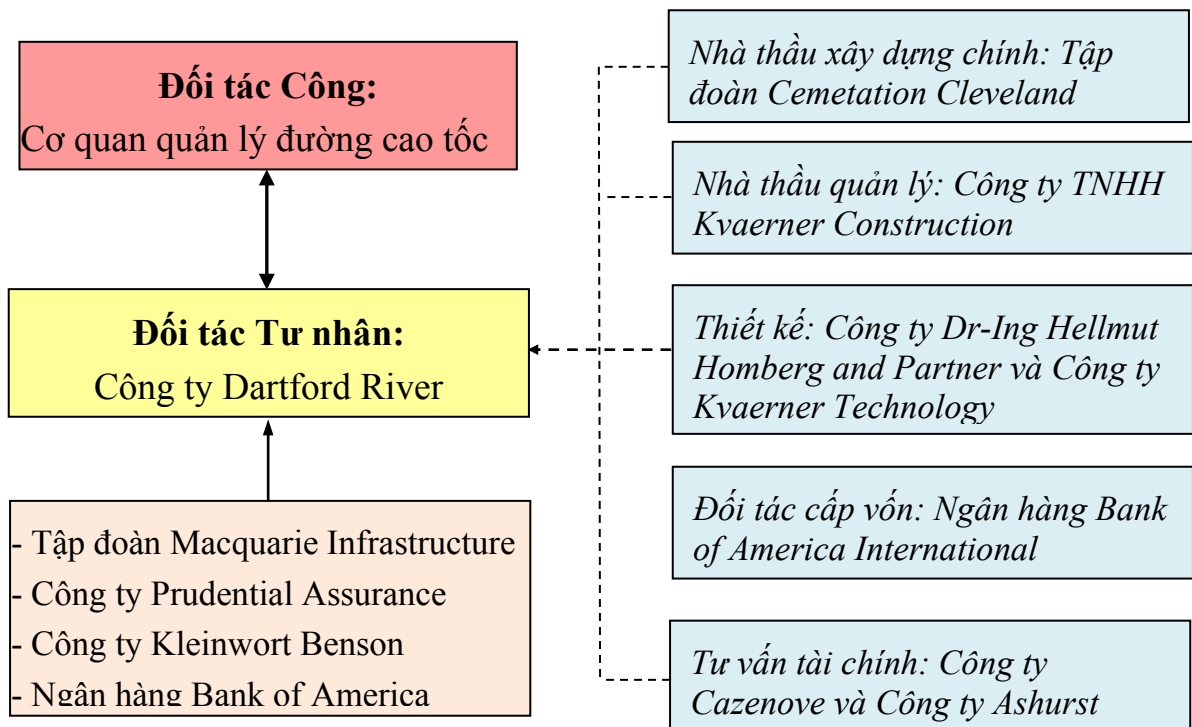 Đối tác Công:
Cơ quan quản lý đường cao tốc
Đối tác Tư nhân:
Công ty Dartford River
- Tập đoàn Macquarie Infrastructure
- Công ty Prudential Assurance
- Công ty Kleinwort Benson
- Ngân hàng Bank of America
Nhà thầu xây dựng chính: Tập
đoàn Cemetation Cleveland
Nhà thầu quản lý: Công ty TNHH
Kvaerner Construction
Thiết kế: Công ty Dr-Ing Hellmut
Homberg and Partner và Công ty
Kvaerner Technology
Đối tác cấp vốn: Ngân hàng Bank
of America International
Tư vấn tài chính: Công ty
Cazenove và Công ty Ashurst